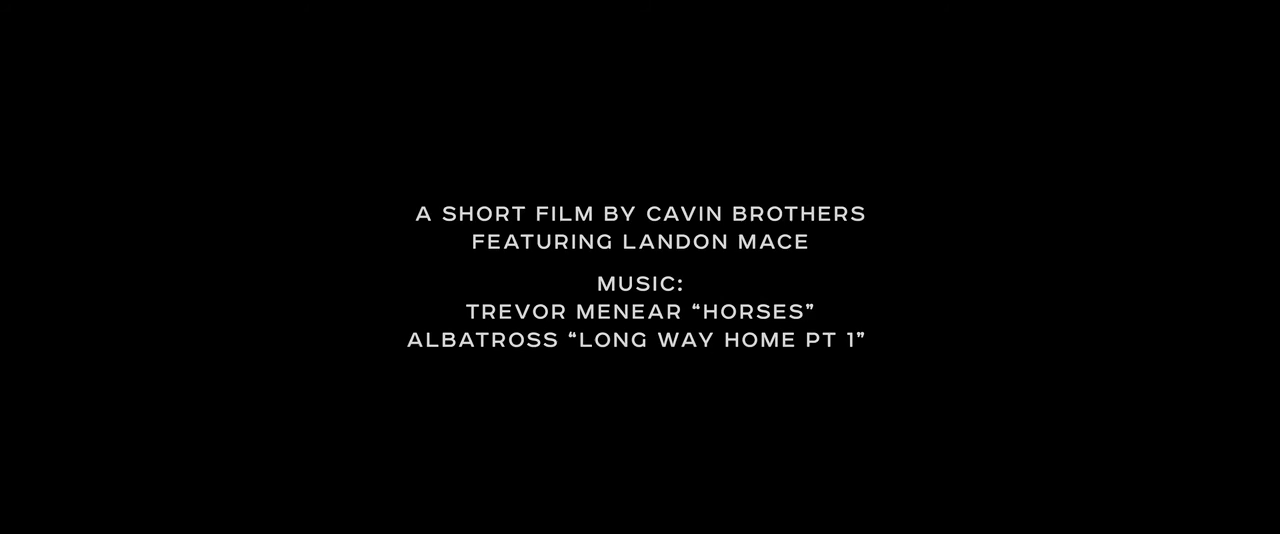 A SHORT FILM BY CAVIN BROTHERS
FEATURING LANDON MACE
MUSIC:
TREVOR MENEAR “HORSES”
ALBATROSS “LONG WAY HOME PT 1”